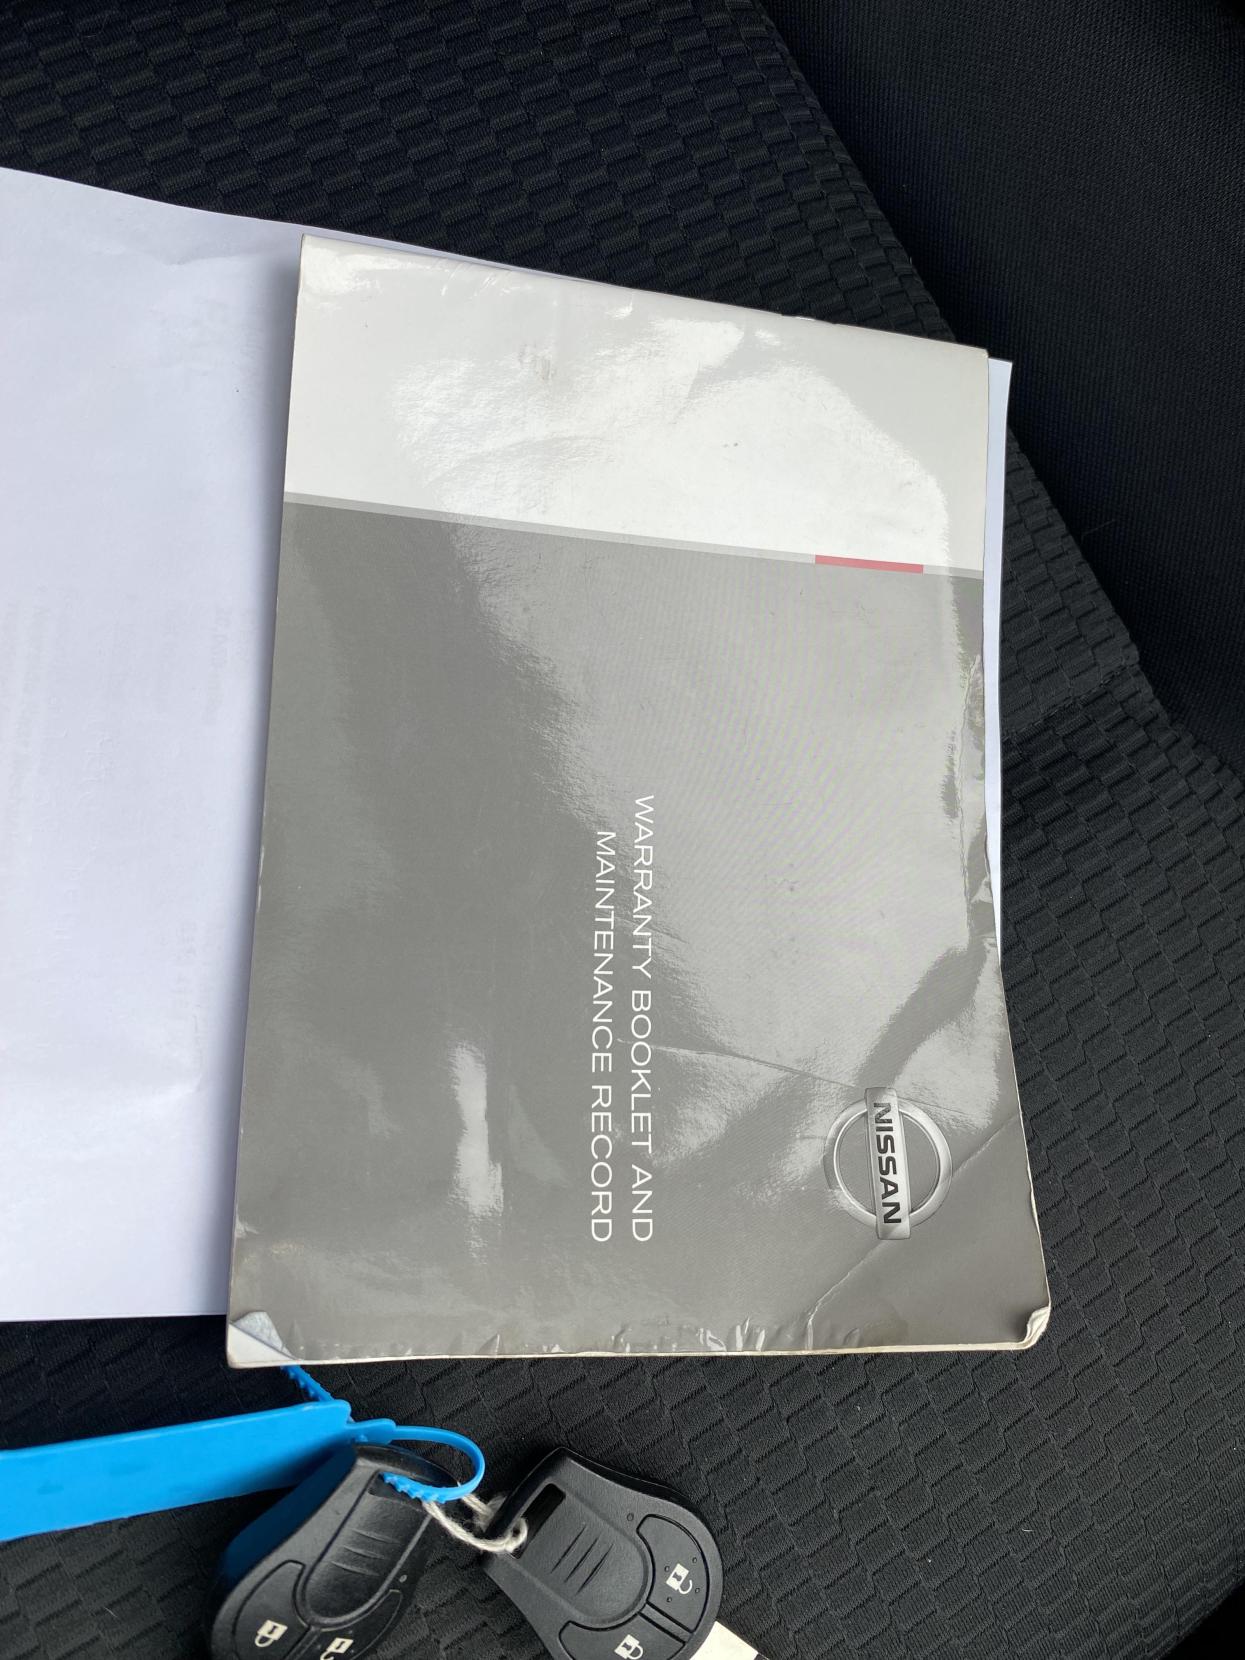 WARRANTY BOOKLET AND
MAINTENANCE RECORD
NISSAN